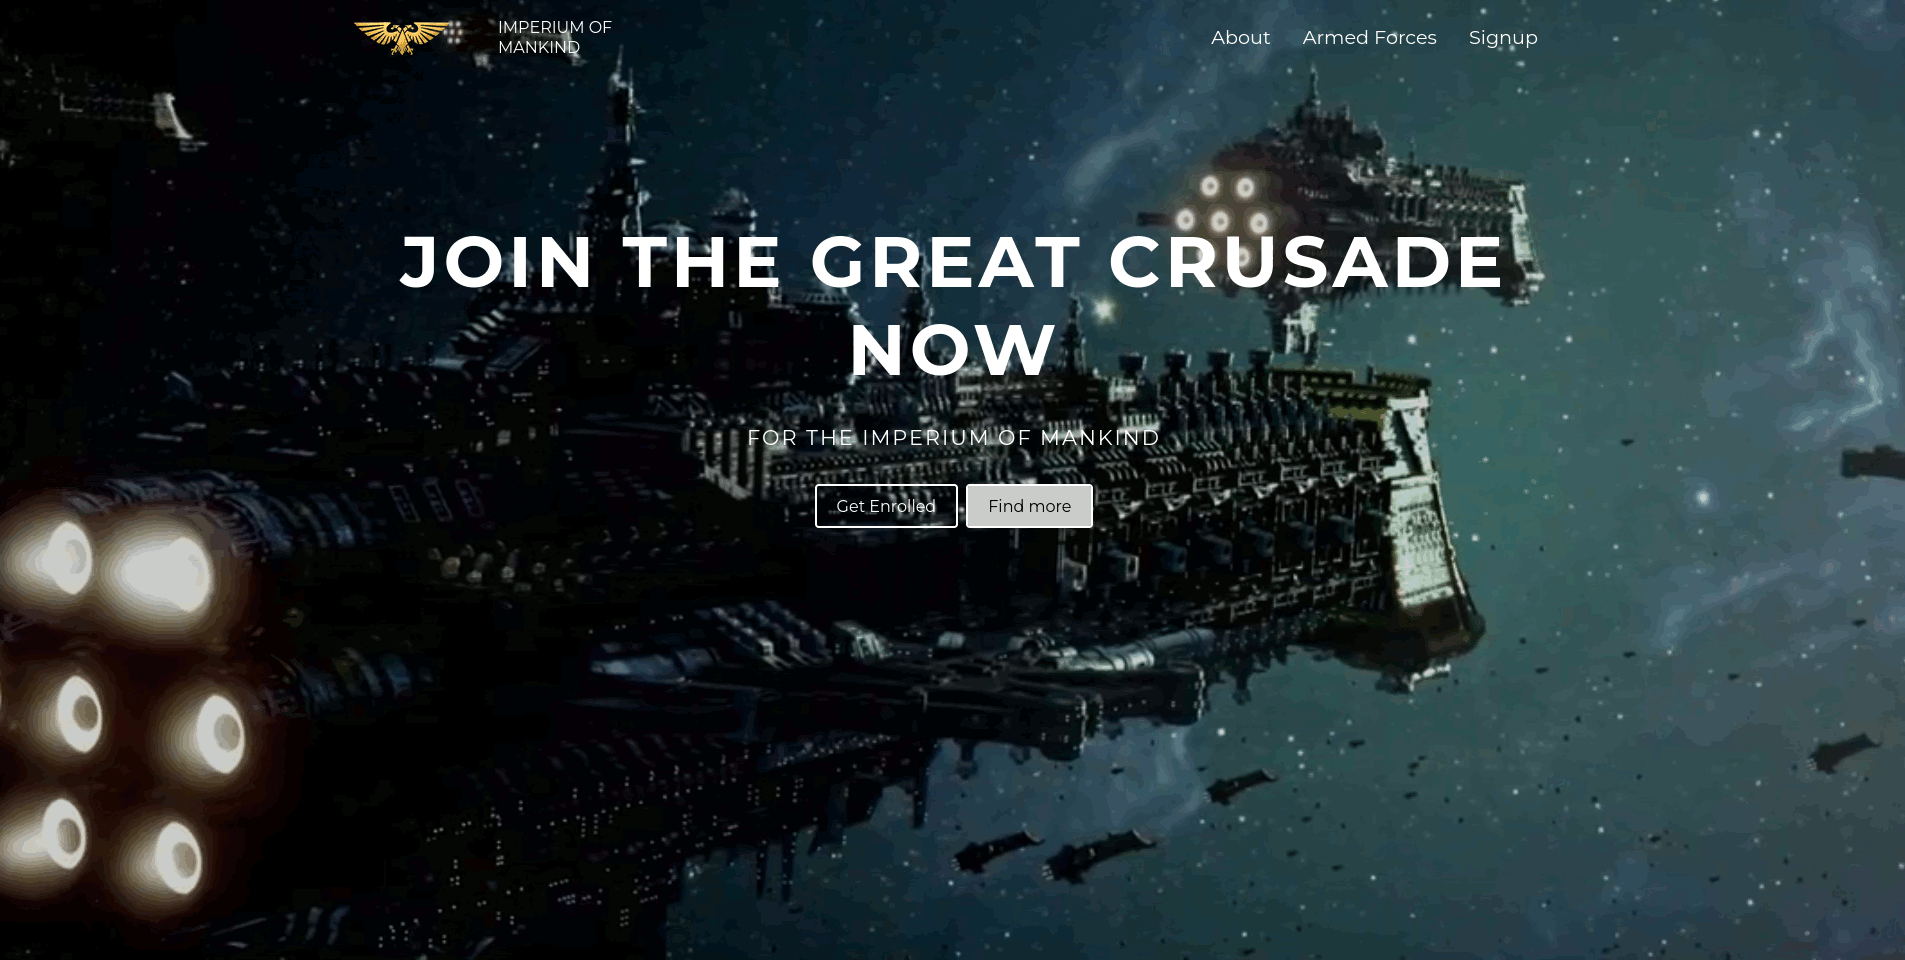 IMPERIUM OF
MANKIND
About
Armed Forces
Signup
JOIN THE GREAT CRUSADE
NOW
FOR THE IMPERIUM OF MANKIND
Get Enrolled
Find more